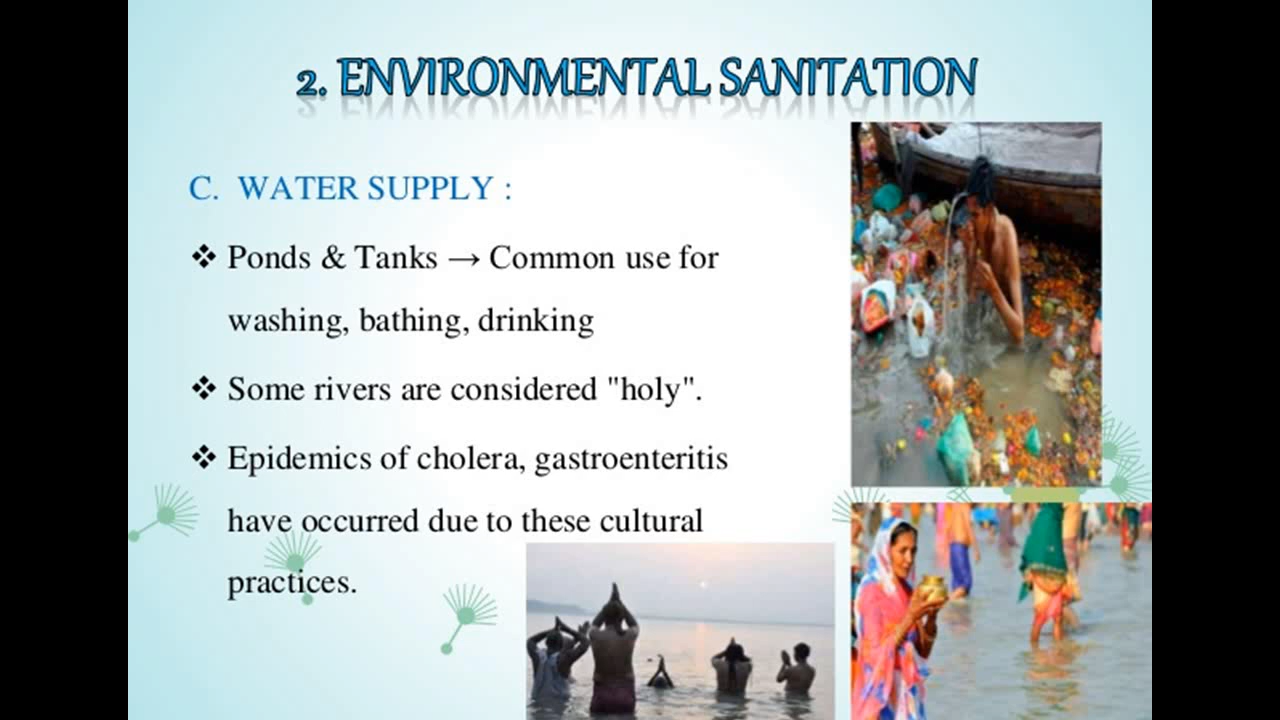 2. ENVIRONMENTAL SANITATION
C. WATER SUPPLY :
❖ Ponds & Tanks → Common use for
washing, bathing, drinking
❖ Some rivers are considered "holy".
❖ Epidemics of cholera, gastroenteritis
have occurred due to these cultural
practices.